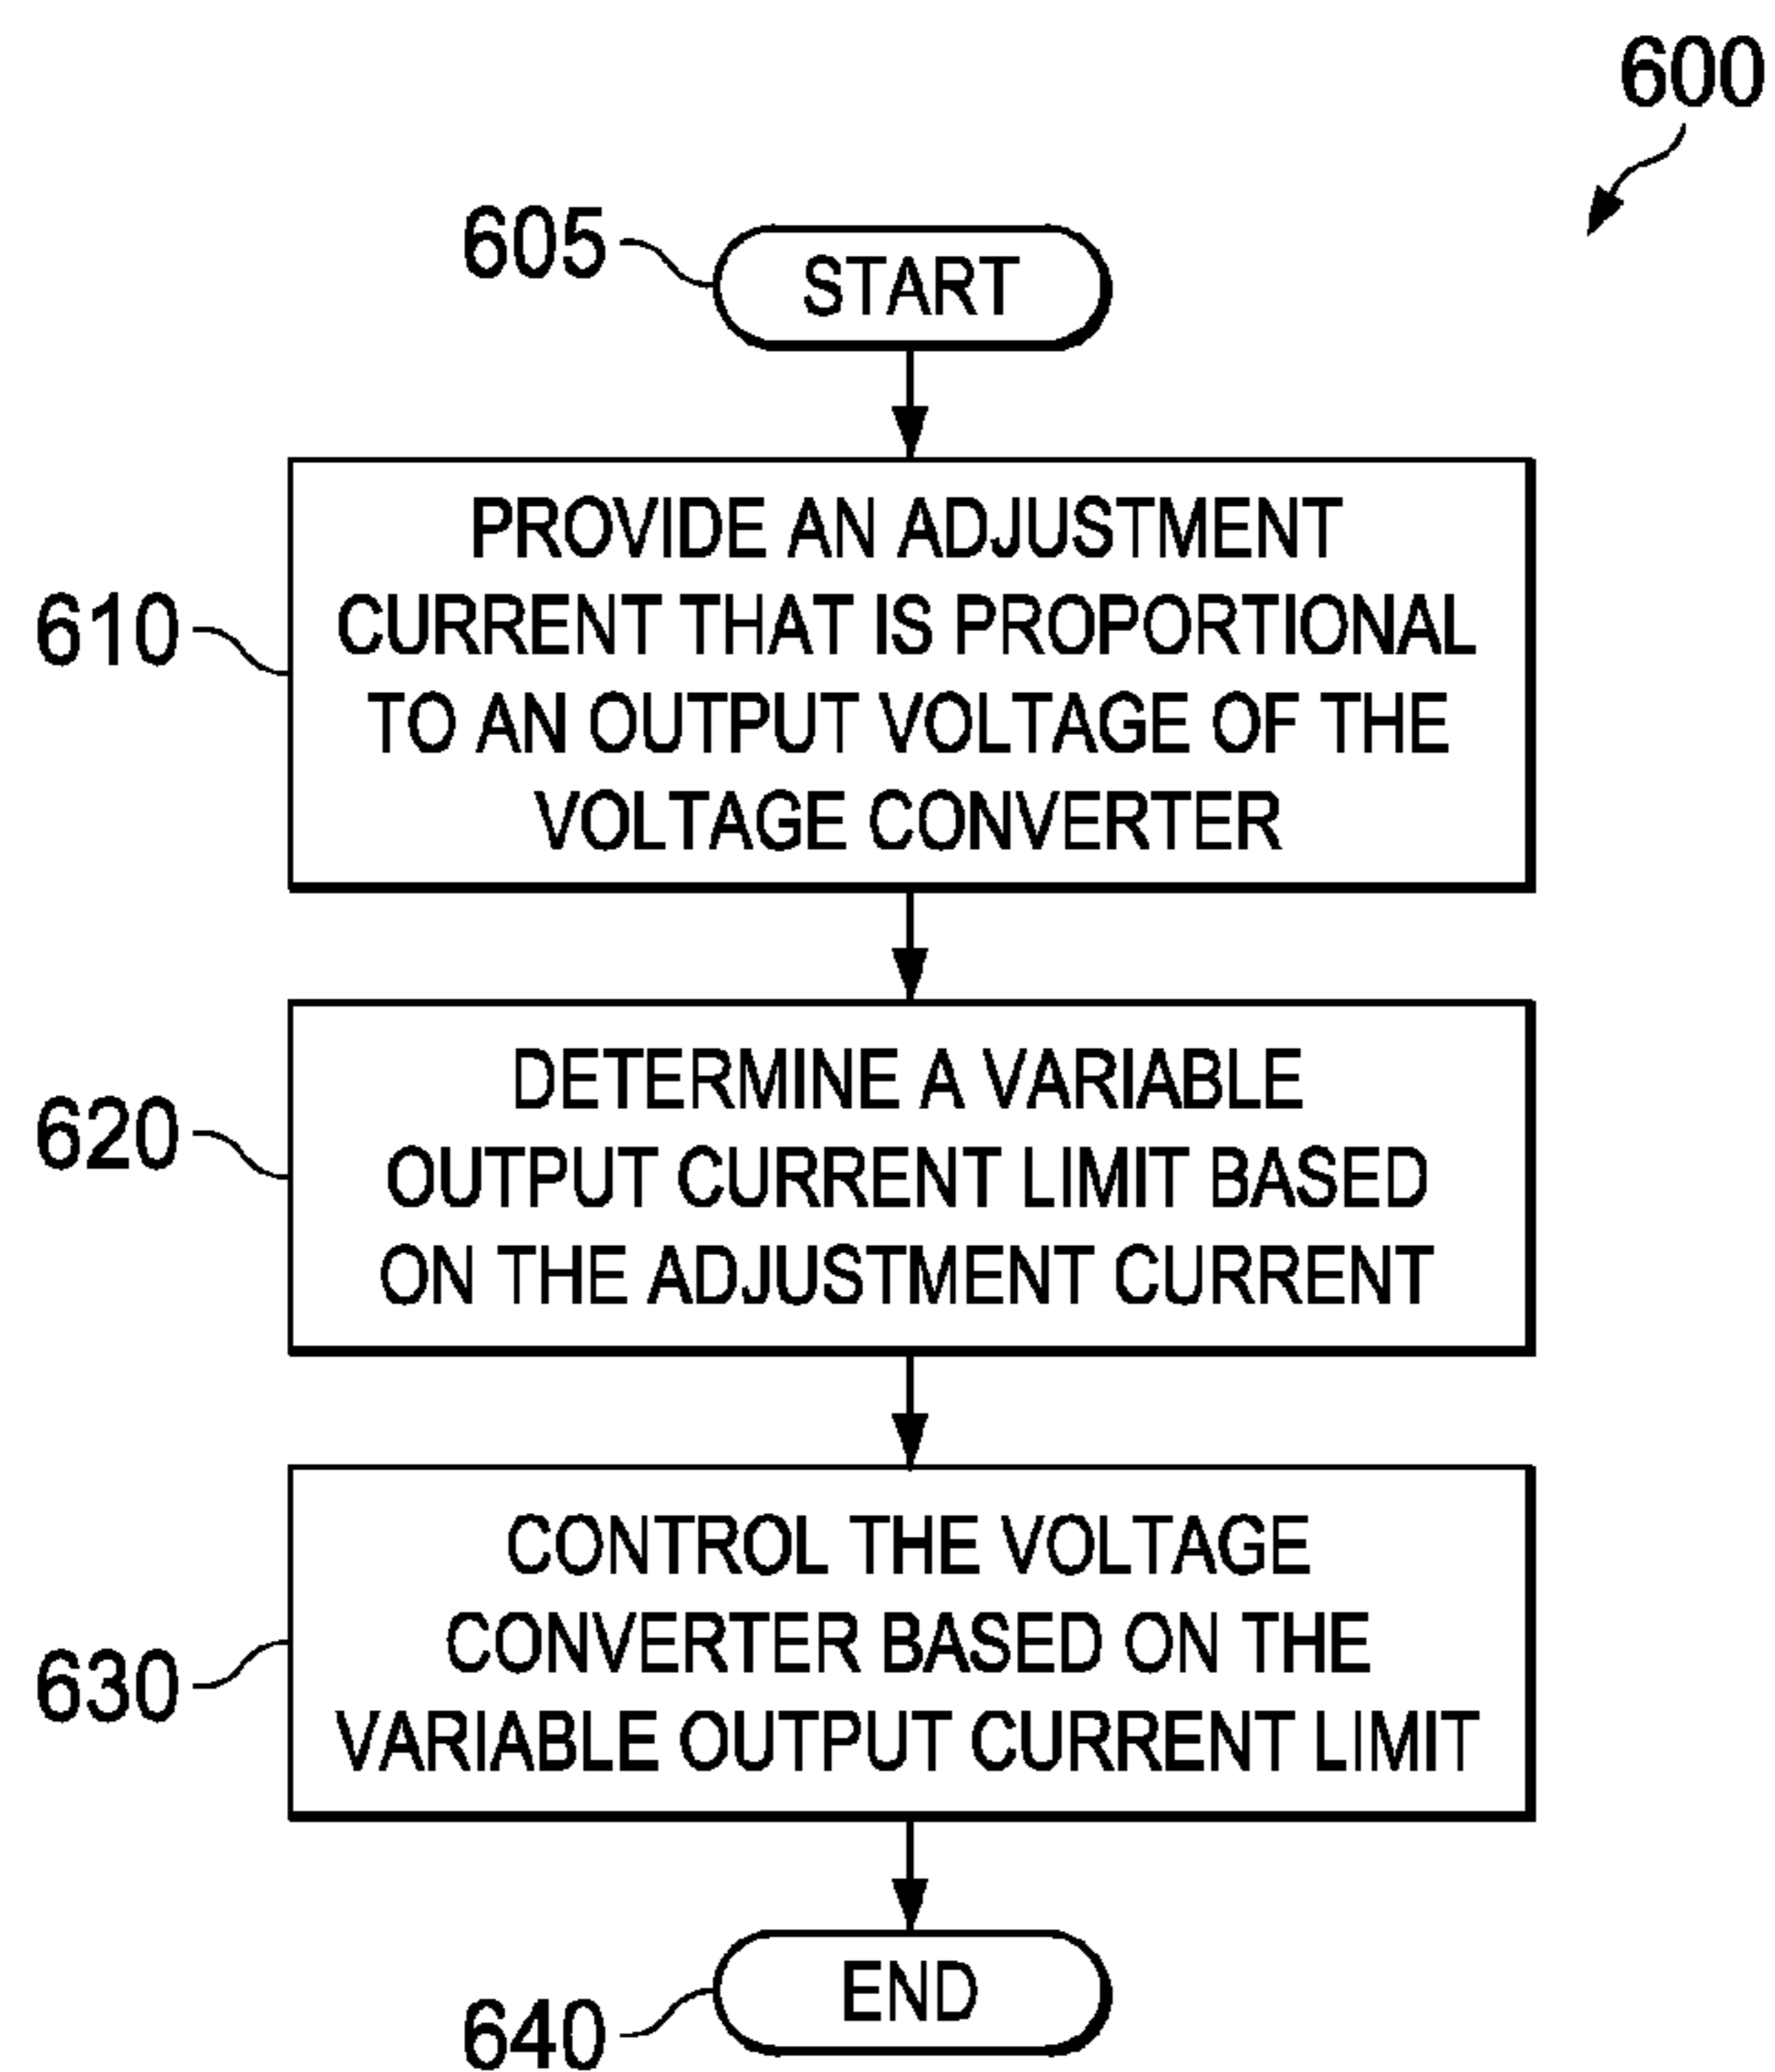 600
605
START
610
PROVIDE AN ADJUSTMENT
CURRENT THAT IS PROPORTIONAL
TO AN OUTPUT VOLTAGE OF THE
VOLTAGE CONVERTER
620
DETERMINE A VARIABLE
OUTPUT CURRENT LIMIT BASED
ON THE ADJUSTMENT CURRENT
630
CONTROL THE VOLTAGE
CONVERTER BASED ON THE
VARIABLE OUTPUT CURRENT LIMIT
640
END